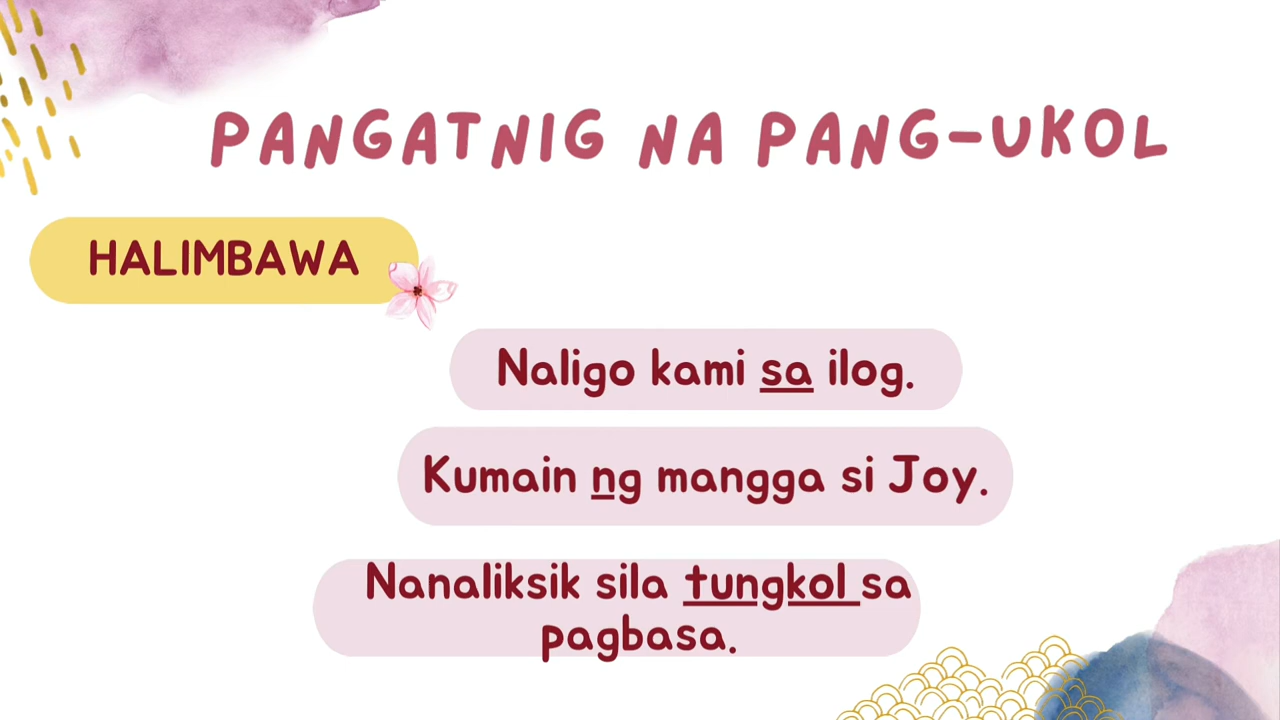 PANGATNIG NA PANG-UKOL
HALIMBAWA
Naligo kami sa ilog.
Kumain ng mangga si Joy.
Nanaliksik sila tungkol sa
pagbasa.